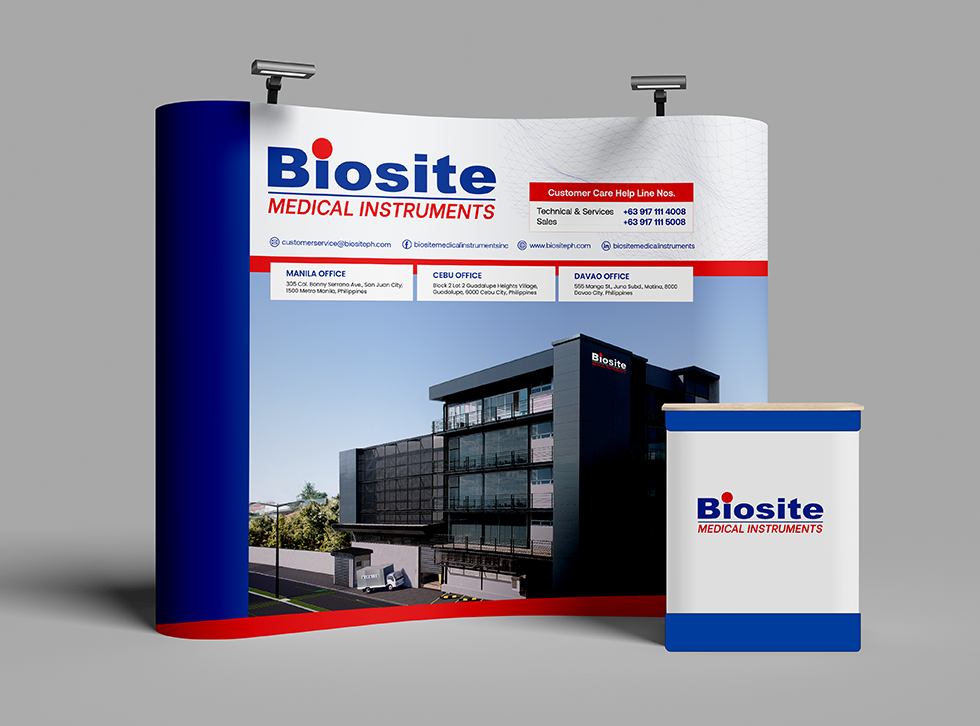 Biosite
MEDICAL INSTRUMENTS
Customer Care Help Line Nos.
Technical & Services +63 917 111 4008
Sales +63 917 111 5008
customerservice@biositeph.com
biositemedicalinstrumentsinc
www.biositeph.com
biositemedicalinstruments
MANILA OFFICE
305 Col. Bonny Serrano Ave., San Juan City,
1500 Metro Manila, Philippines
CEBU OFFICE
Block 2 Lot 2 Guadalupe Heights Village,
Guadalupe, 6000 Cebu City, Philippines
DAVAO OFFICE
555 Manga St., Juna Subd., Matina, 8000
Davao City, Philippines
Biosite
Biosite
MEDICAL INSTRUMENTS